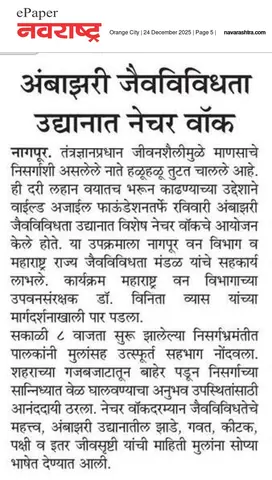 ePaper
नवराष्ट्र
Orange City | 24 December 2025 | Page 5 | navarashtra.com
अंबाझरी जैवविविधता
उद्यानात नेचर वॉक
नागपूर. तंत्रज्ञानप्रधान जीवनशैलीमुळे माणसाचे
निसर्गाशी असलेले नाते हळूहळू तुटत चालले आहे.
ही दरी लहान वयातच भरून काढण्याच्या उद्देशाने
वाईल्ड अजाईल फाऊंडेशनतर्फे रविवारी अंबाझरी
जैवविविधता उद्यानात विशेष नेचर वॉकचे आयोजन
केले होते. या उपक्रमाला नागपूर वन विभाग व
महाराष्ट्र राज्य जैवविविधता मंडळ यांचे सहकार्य
लाभले. कार्यक्रम महाराष्ट्र वन विभागाच्या
उपवनसंरक्षक डॉ. विनिता व्यास यांच्या
मार्गदर्शनाखाली पार पडला.
सकाळी ८ वाजता सुरू झालेल्या निसर्गभ्रमंतीत
पालकांनी मुलांसह उत्स्फूर्त सहभाग नोंदवला.
शहराच्या गजबजाटातून बाहेर पडून निसर्गाच्या
सान्निध्यात वेळ घालवण्याचा अनुभव उपस्थितांसाठी
आनंददायी ठरला. नेचर वॉकदरम्यान जैवविविधतेचे
महत्त्व, अंबाझरी उद्यानातील झाडे, गवत, कीटक,
पक्षी व इतर जीवसृष्टी यांची माहिती मुलांना सोप्या
भाषेत देण्यात आली.